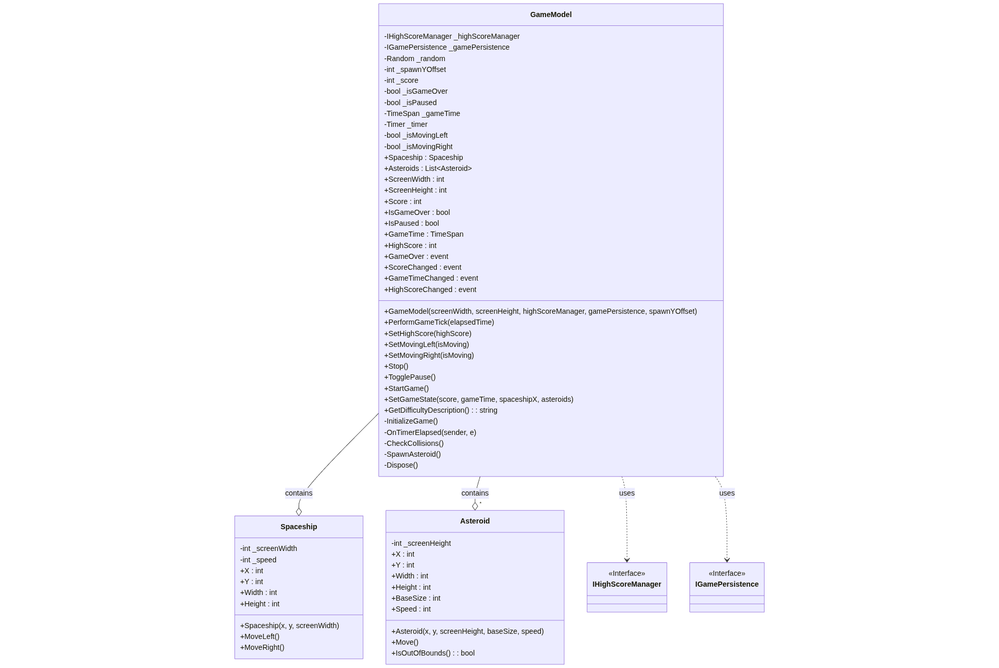 GameModel
-IHighScoreManager _highScoreManager
-IGamePersistence _gamePersistence
-Random _random
-int _spawnYOffset
-int _score
-bool _isGameOver
-bool _isPaused
-TimeSpan _gameTime
-Timer _timer
-bool _isMovingLeft
-bool _isMovingRight
+Spaceship : Spaceship
+Asteroids : List<Asteroid>
+ScreenWidth : int
+ScreenHeight : int
+Score : int
+IsGameOver : bool
+IsPaused : bool
+GameTime : TimeSpan
+HighScore : int
+GameOver : event
+ScoreChanged : event
+GameTimeChanged : event
+HighScoreChanged : event
+GameModel(screenWidth, screenHeight, highScoreManager, gamePersistence, spawnYOffset)
+PerformGameTick(elapsedTime)
+SetHighScore(highScore)
+SetMovingLeft(isMoving)
+SetMovingRight(isMoving)
+Stop()
+TogglePause()
+StartGame()
+SetGameState(score, gameTime, spaceshipX, asteroids)
+GetDifficultyDescription() : : string
-InitializeGame()
-OnTimerElapsed(sender, e)
-CheckCollisions()
-SpawnAsteroid()
-Dispose()
contains
contains
uses
uses
*
Spaceship
-int _screenWidth
-int _speed
+X : int
+Y : int
+Width : int
+Height : int
+Spaceship(x, y, screenWidth)
+MoveLeft()
+MoveRight()
Asteroid
-int _screenHeight
+X : int
+Y : int
+Width : int
+Height : int
+BaseSize : int
+Speed : int
+Asteroid(x, y, screenHeight, baseSize, speed)
+Move()
+IsOutOfBounds() : : bool
«Interface»
IHighScoreManager
«Interface»
IGamePersistence